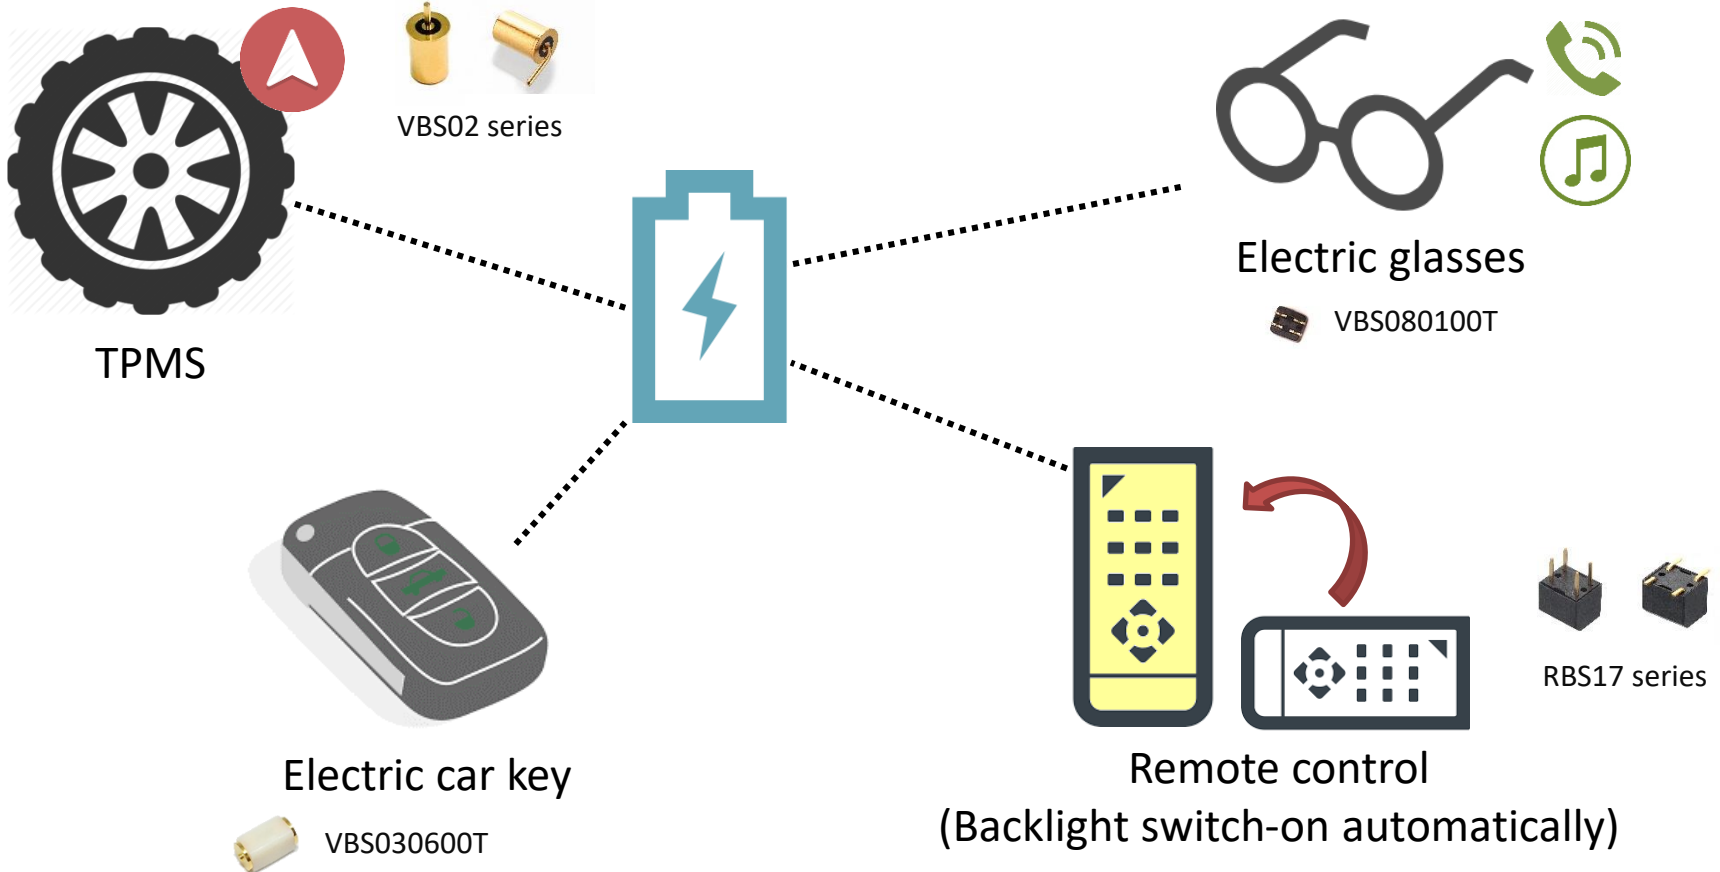 VBS02 series
TPMS
Electric glasses
VBS080100T
Electric car key
VBS030600T
RBS17 series
Remote control
(Backlight switch-on automatically)